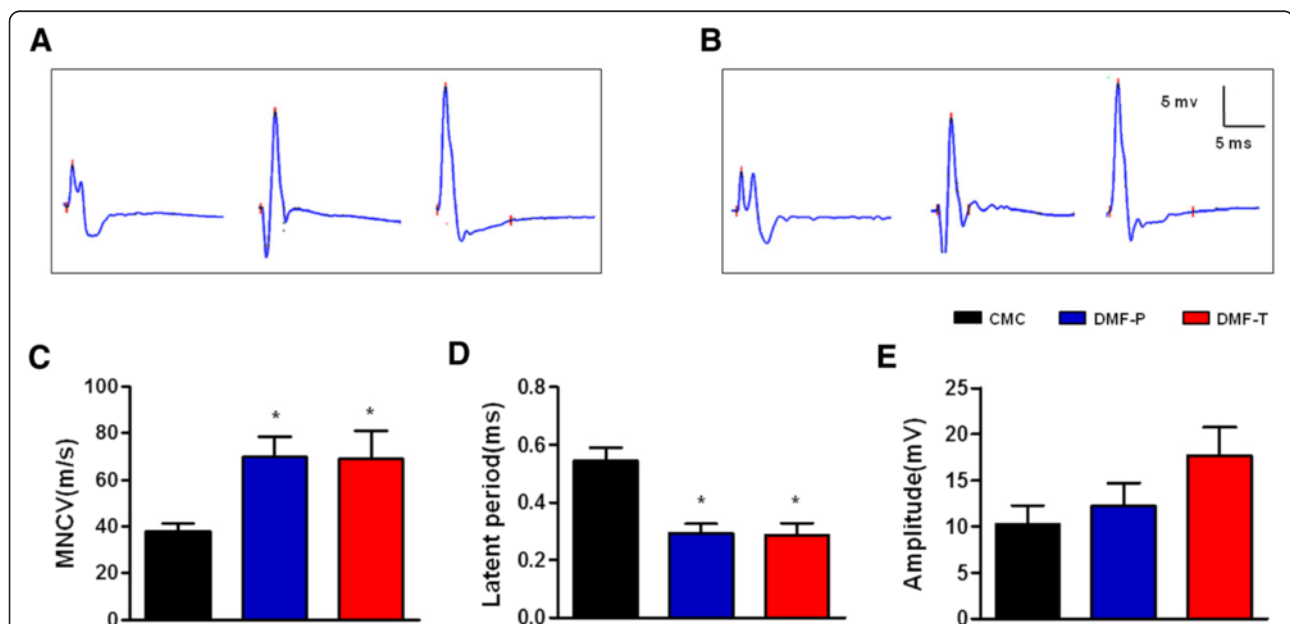 A
B
5 mv
5 ms
CMC
DMF-P
DMF-T
C
MNCV(m/s)
100
80
60
40
20
0
*
*
D
Latent period(ms)
0.8
0.6
0.4
0.2
0.0
*
*
E
Amplitude(mV)
25
20
15
10
5
0